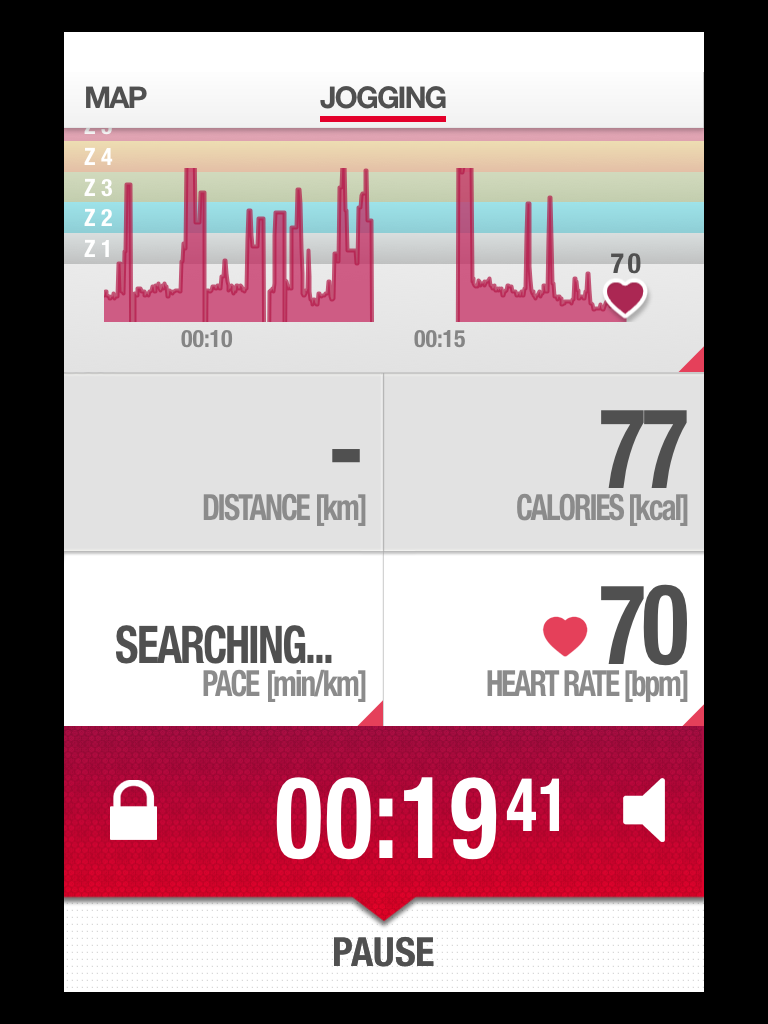 MAP JOGGING
Z 5
Z 4
Z 3
Z 2
Z 1
70
00:10 00:15
- 77
DISTANCE [km] CALORIES [kcal]
SEARCHING... 70
PACE [min/km] HEART RATE [bpm]
00:19 41
PAUSE